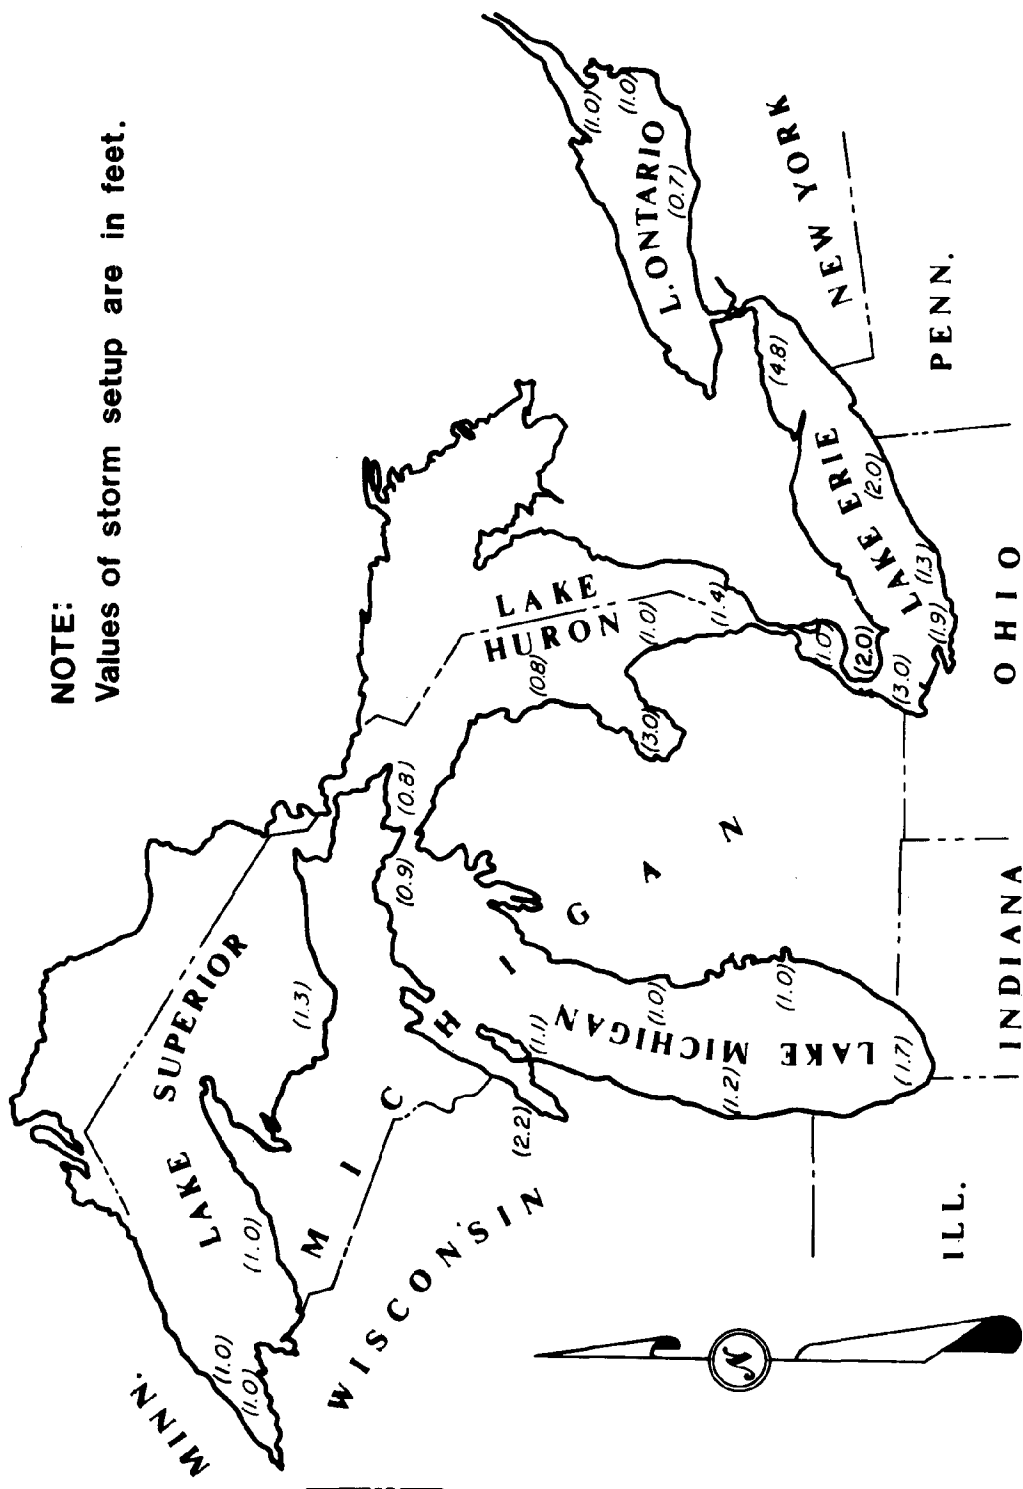 NOTE:
Values of storm setup are in feet.
MINN.
WISCONSIN
MICHIGAN
ILL.
INDIANA
OHIO
PENN.
NEW YORK
LAKE SUPERIOR
(1.0)
(1.0)
(1.0)
(1.3)
LAKE MICHIGAN
(2.2)
(1.1)
(1.2)
(1.7)
(1.0)
(1.0)
(0.9)
LAKE
HURON
(0.8)
(0.8)
(3.0)
(1.0)
(1.4)
(1.0)
(2.0)
LAKE ERIE
(3.0)
(1.9)
(1.3)
(2.0)
(4.8)
L. ONTARIO
(0.7)
(1.0)
(1.0)
N